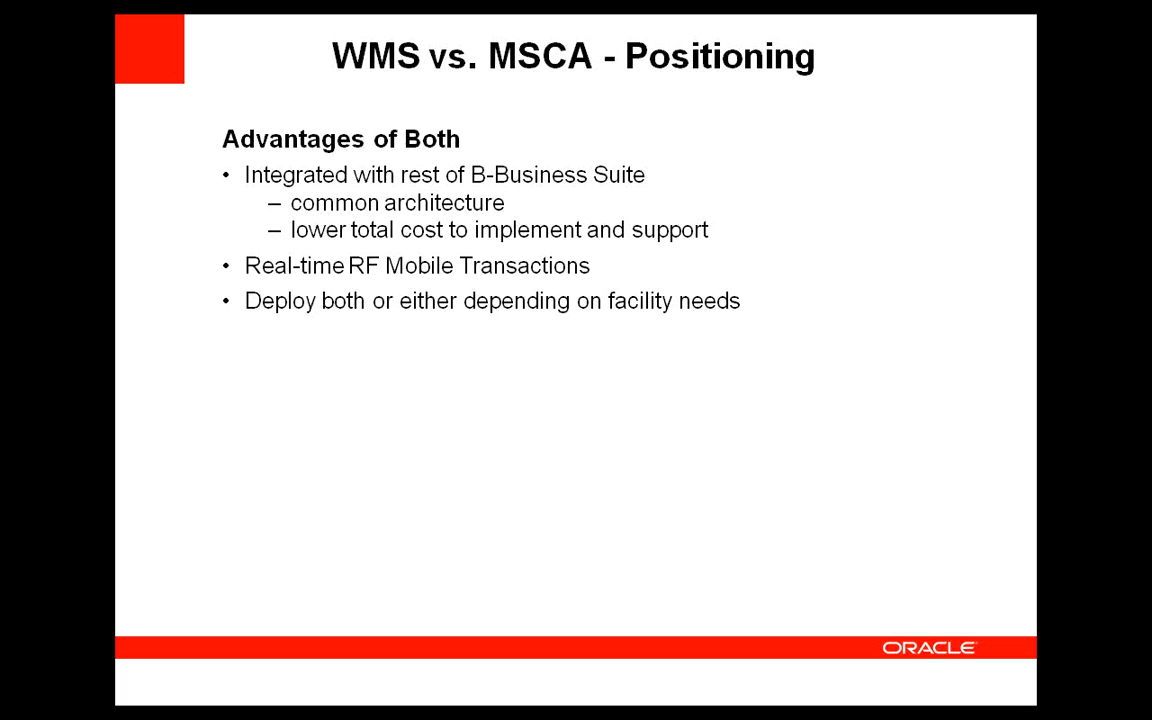 WMS vs. MSCA - Positioning
Advantages of Both
• Integrated with rest of B-Business Suite
– common architecture
– lower total cost to implement and support
• Real-time RF Mobile Transactions
• Deploy both or either depending on facility needs
ORACLE